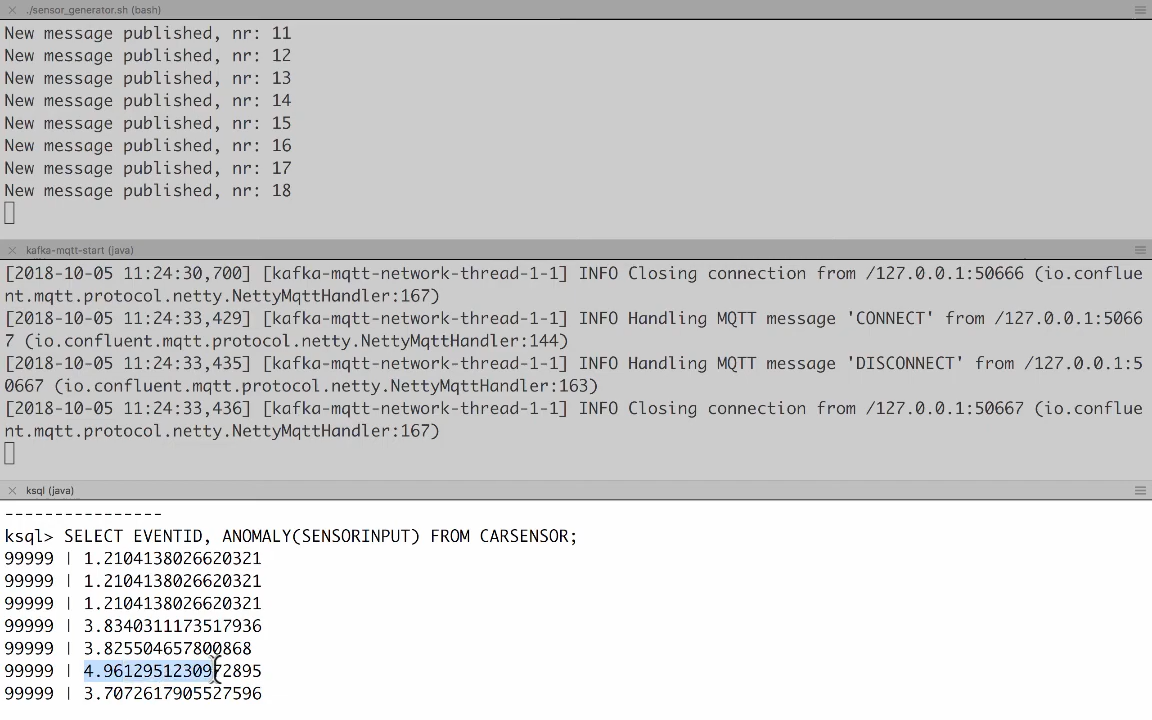 ./sensor_generator.sh (bash)
New message published, nr: 11
New message published, nr: 12
New message published, nr: 13
New message published, nr: 14
New message published, nr: 15
New message published, nr: 16
New message published, nr: 17
New message published, nr: 18
kafka-mqtt-start (java)
[2018-10-05 11:24:30,700] [kafka-mqtt-network-thread-1-1] INFO Closing connection from /127.0.0.1:50666 (io.conflue
nt.mqtt.protocol.netty.NettyMqttHandler:167)
[2018-10-05 11:24:33,429] [kafka-mqtt-network-thread-1-1] INFO Handling MQTT message 'CONNECT' from /127.0.0.1:5066
7 (io.confluent.mqtt.protocol.netty.NettyMqttHandler:144)
[2018-10-05 11:24:33,435] [kafka-mqtt-network-thread-1-1] INFO Handling MQTT message 'DISCONNECT' from /127.0.0.1:5
0667 (io.confluent.mqtt.protocol.netty.NettyMqttHandler:163)
[2018-10-05 11:24:33,436] [kafka-mqtt-network-thread-1-1] INFO Closing connection from /127.0.0.1:50667 (io.conflue
nt.mqtt.protocol.netty.NettyMqttHandler:167)
ksql (java)
----------------
ksql> SELECT EVENTID, ANOMALY(SENSORINPUT) FROM CARSENSOR;
99999 | 1.2104138026620321
99999 | 1.2104138026620321
99999 | 1.2104138026620321
99999 | 3.8340311173517936
99999 | 3.825504657800868
99999 | 4.9612951230972895
99999 | 3.7072617905527596